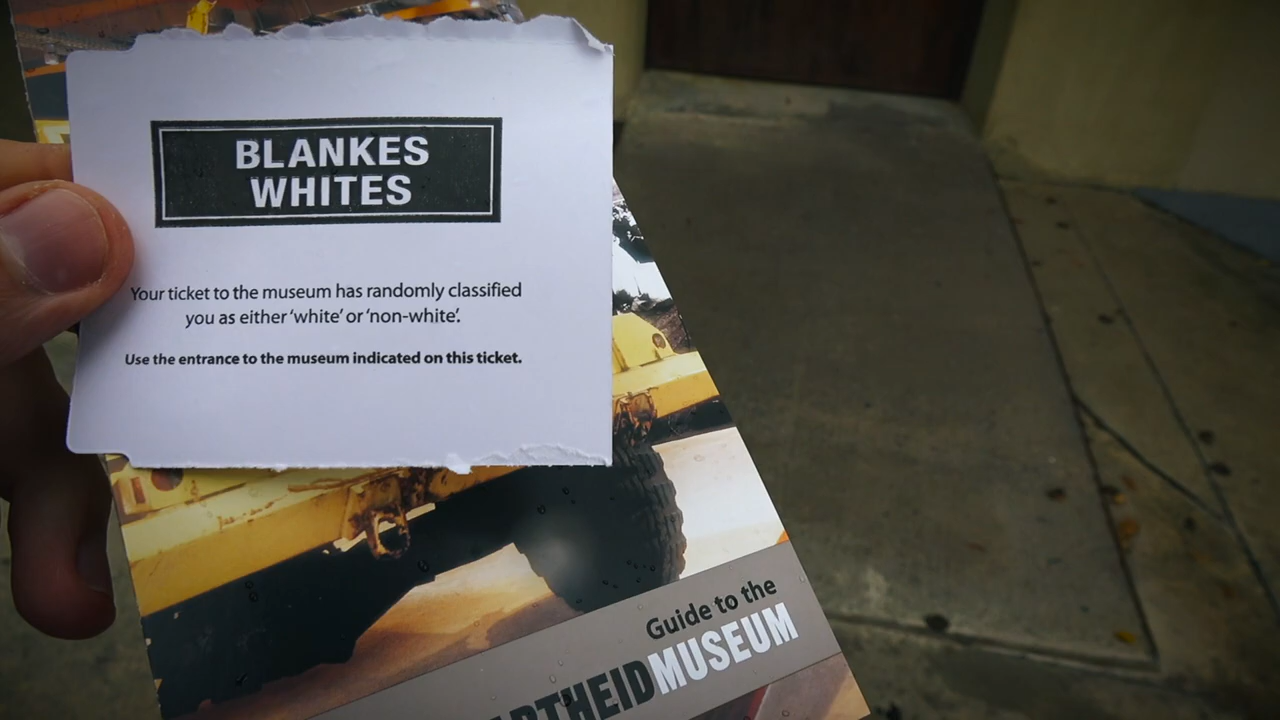 BLANKES
WHITES
Your ticket to the museum has randomly classified
you as either 'white' or 'non-white'.
Use the entrance to the museum indicated on this ticket.
Guide to the
ARTHEIDMUSEUM